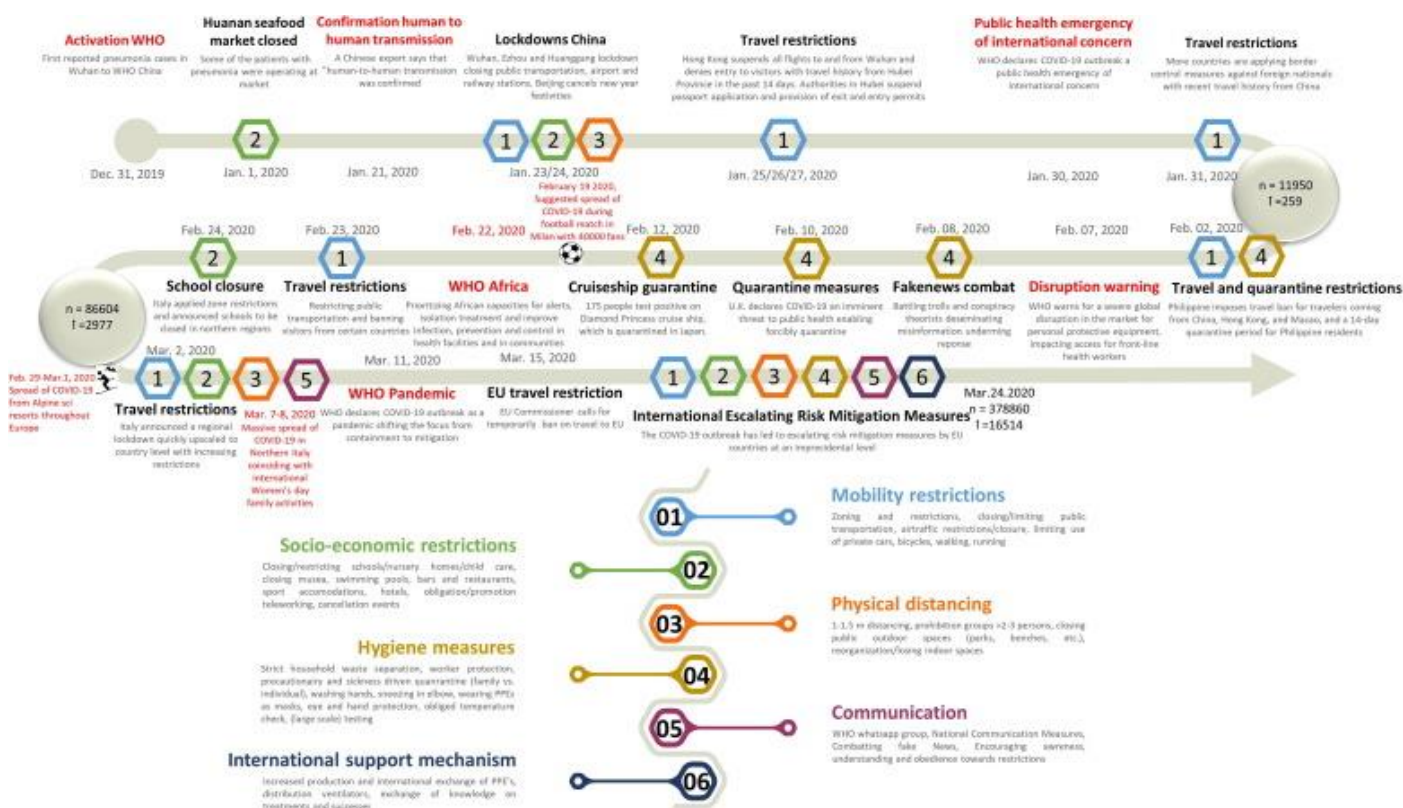 Activation WHO
First reported pneumonia cases in
Wuhan to WHO China
Huanan seafood
market closed
Some of the patients with
pneumonia were operating at
market
Confirmation human to
human transmission
A Chinese expert says that
"human-to-human transmission
was confirmed
Lockdowns China
Wuhan, Ezhou and Huanggang lockdown
closing public transportation, airport and
railway stations, Beijing cancels new year
festivities
Travel restrictions
Hong Kong suspends all flights to and from Wuhan and
denies entry to visitors with travel history from Hubei
Province in the past 14 days. Authorities in Hubei suspend
passport application and provision of exit and entry permits
Public health emergency
of international concern
WHO declares COVID-19 outbreak a
public health emergency of
international concern
Travel restrictions
More countries are applying border
control measures against foreign nationals
with recent travel history from China
2
1
2
3
1
1
Dec. 31, 2019
Jan. 1, 2020
Jan. 21, 2020
Jan. 23/24, 2020
Jan. 25/26/27, 2020
Jan. 30, 2020
Jan. 31, 2020
n = 11950
†=259
February 19 2020,
Suggested spread of
COVID-19 during
football match in
Milan with 40000 fans
Feb. 24, 2020
Feb. 23, 2020
Feb. 22, 2020
Feb. 12, 2020
Feb. 10, 2020
Feb. 08, 2020
Feb. 07, 2020
Feb. 02, 2020
2
1
4
4
4
1
4
School closure
Italy applied zone restrictions
and announced schools to be
closed in northern regions
Travel restrictions
Restricting public
transportation and banning
visitors from certain countries
WHO Africa
Prioritizing African capacities for alerts,
isolation treatment and improve
infection, prevention and control in
health facilities and in communities
Cruiseship guarantine
175 people test positive on
Diamond Princess cruise ship,
which is quarantined in Japan.
Quarantine measures
U.K. declares COVID-19 an imminent
threat to public health enabling
forcibly quarantine
Fakenews combat
Battling trolls and conspiracy
theorists deseminating
misinformation underming
reponse
Disruption warning
WHO warns for a severe global
disruption in the market for
personal protective equipment,
impacting access for front-line
health workers
Travel and quarantine restrictions
Philippine imposes travel ban for travelers coming
from China, Hong Kong, and Macao, and a 14-day
quarantine period for Philippine residents
n = 86604
†=2977
Feb. 29-Mar.1, 2020
Spread of COVID-19
from Alpine sci
resorts throughout
Europe
Mar. 2, 2020
Mar. 11, 2020
Mar. 15, 2020
1
2
3
5
1
2
3
4
5
6
Travel restrictions
Italy announced a regional
lockdown quickly upscaled to
country level with increasing
restrictions
Mar. 7-8, 2020
Massive spread of
COVID-19 in
Northern Italy
coinciding with
international
Women's day
family activities
WHO Pandemic
WHO declares COVID-19 outbreak as a
pandemic shifting the focus from
containment to mitigation
EU travel restriction
EU Commissioner calls for
temporarily ban on travel to EU
International Escalating Risk Mitigation Measures
The COVID-19 outbreak has led to escalating risk mitigation measures by EU
countries at an imprecidental level
Mar.24.2020
n = 378860
†=16514
01
Mobility restrictions
Zoning and restrictions, closing/limiting public
transportation, airtraffic restrictions/closure, limiting use
of private cars, bicycles, walking, running
Socio-economic restrictions
Closing/restricting schools/nursery homes/child care,
closing musea, swimming pools, bars and restaurants,
sport accomodations, hotels, obligation/promotion
teleworking, cancellation events
02
03
Physical distancing
1-1,5 m distancing, prohibition groups >2-3 persons, closing
public outdoor spaces (parks, benches, etc.),
reorganization/losing indoor spaces
Hygiene measures
Strict household waste separation, worker protection,
precautionary and sickness driven quanrantine (family vs.
individual), washing hands, sneezing in elbow, wearing PPEs
as masks, eye and hand protection, obliged temperature
check, (large scale) testing
04
05
Communication
WHO whatsapp group, National Communication Measures,
Combatting fake News, Encouraging awreness,
understanding and obedience towards restrictions
International support mechanism
Increased production and international exchange of PPE's,
distribution ventilators, exchange of knowledge on
treatments and successes
06